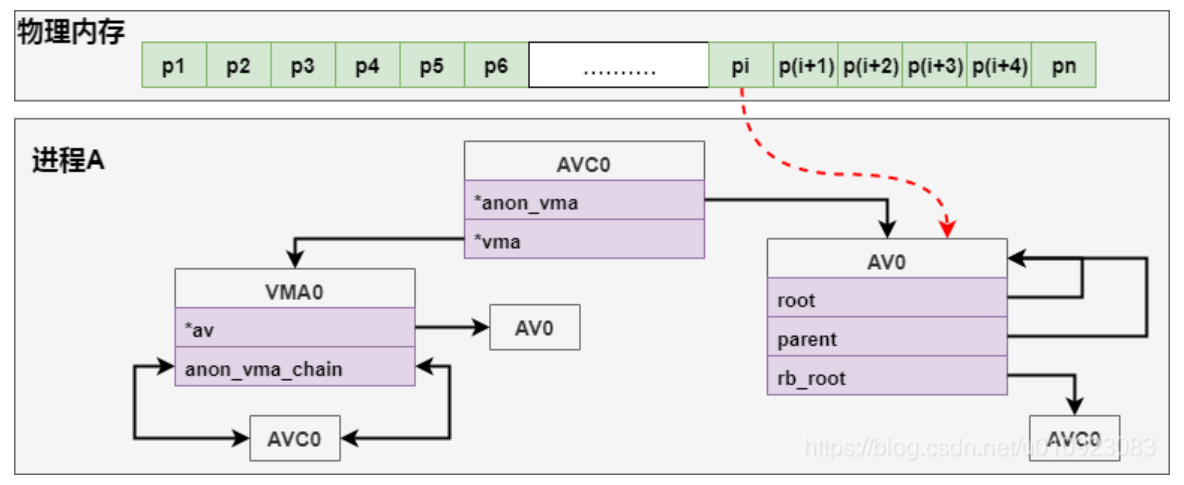 物理内存
p1 p2 p3 p4 p5 p6 .......... pi p(i+1) p(i+2) p(i+3) p(i+4) pn
进程A
AVC0
*anon_vma
*vma
VMA0
*av
anon_vma_chain
AV0
AVC0
AV0
root
parent
rb_root
AVC0
https://blog.csdn.net/u010923083